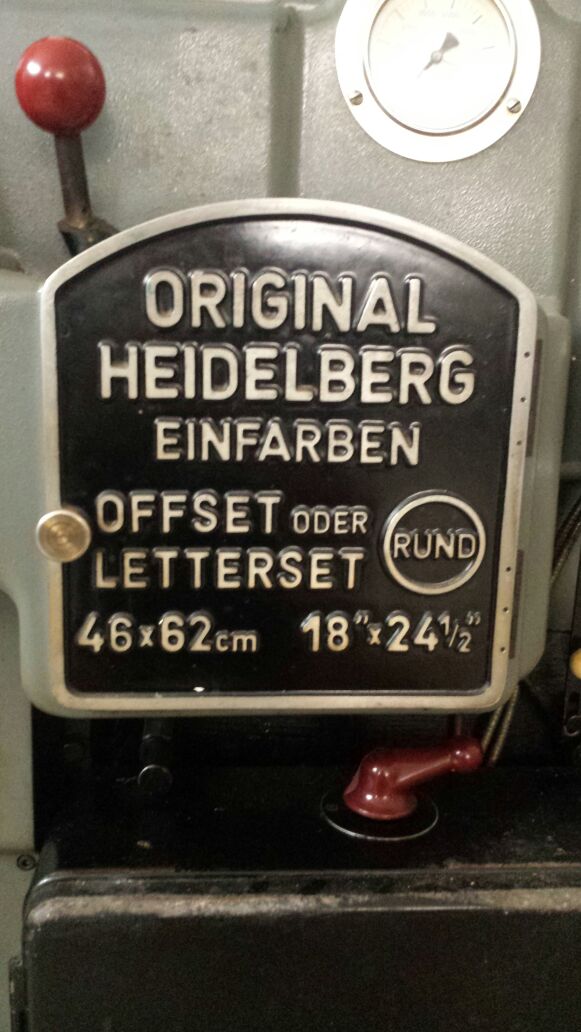 ORIGINAL
HEIDELBERG
EINFARBEN
OFFSET ODER
LETTERSET
RUND
46x62cm 18"x24½"